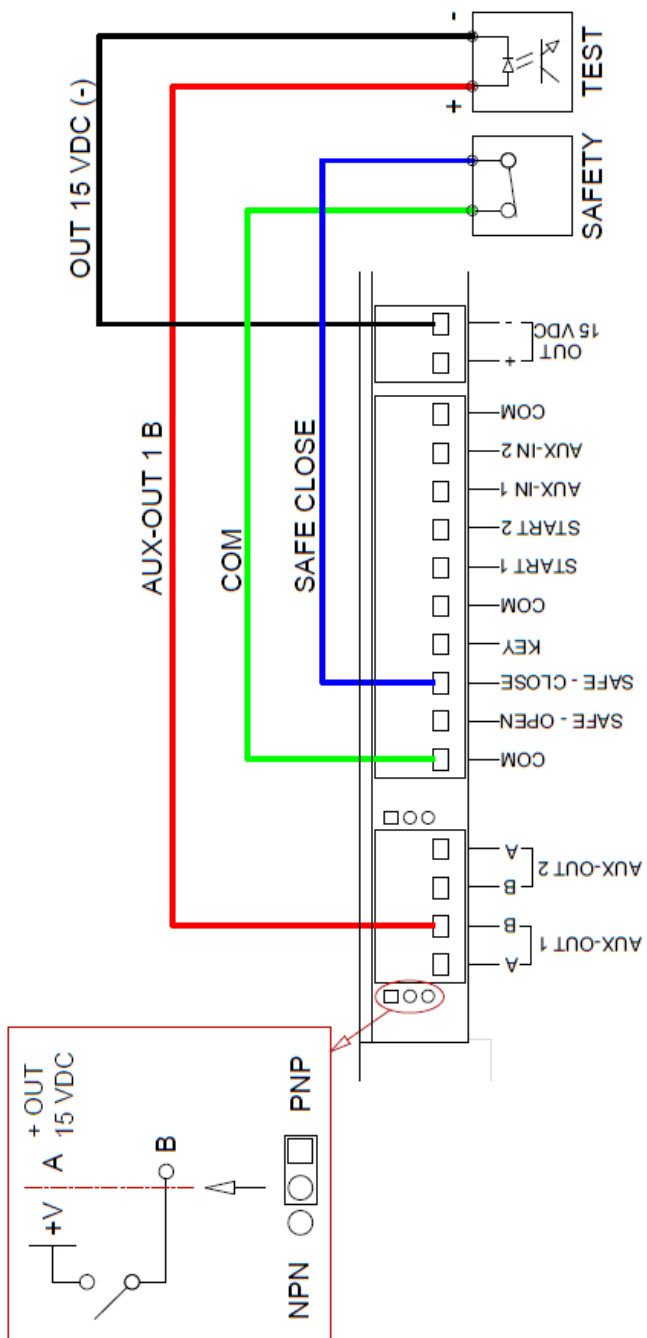 -
+
TEST
SAFETY
OUT 15 VDC (-)
AUX-OUT 1 B
COM
SAFE CLOSE
-
+
15 VDC
OUT
COM
AUX-IN 2
AUX-IN 1
START 2
START 1
COM
KEY
SAFE - CLOSE
SAFE - OPEN
COM
A
B
AUX-OUT 2
B
A
AUX-OUT 1
+ OUT
15 VDC
+V A
B
NPN PNP